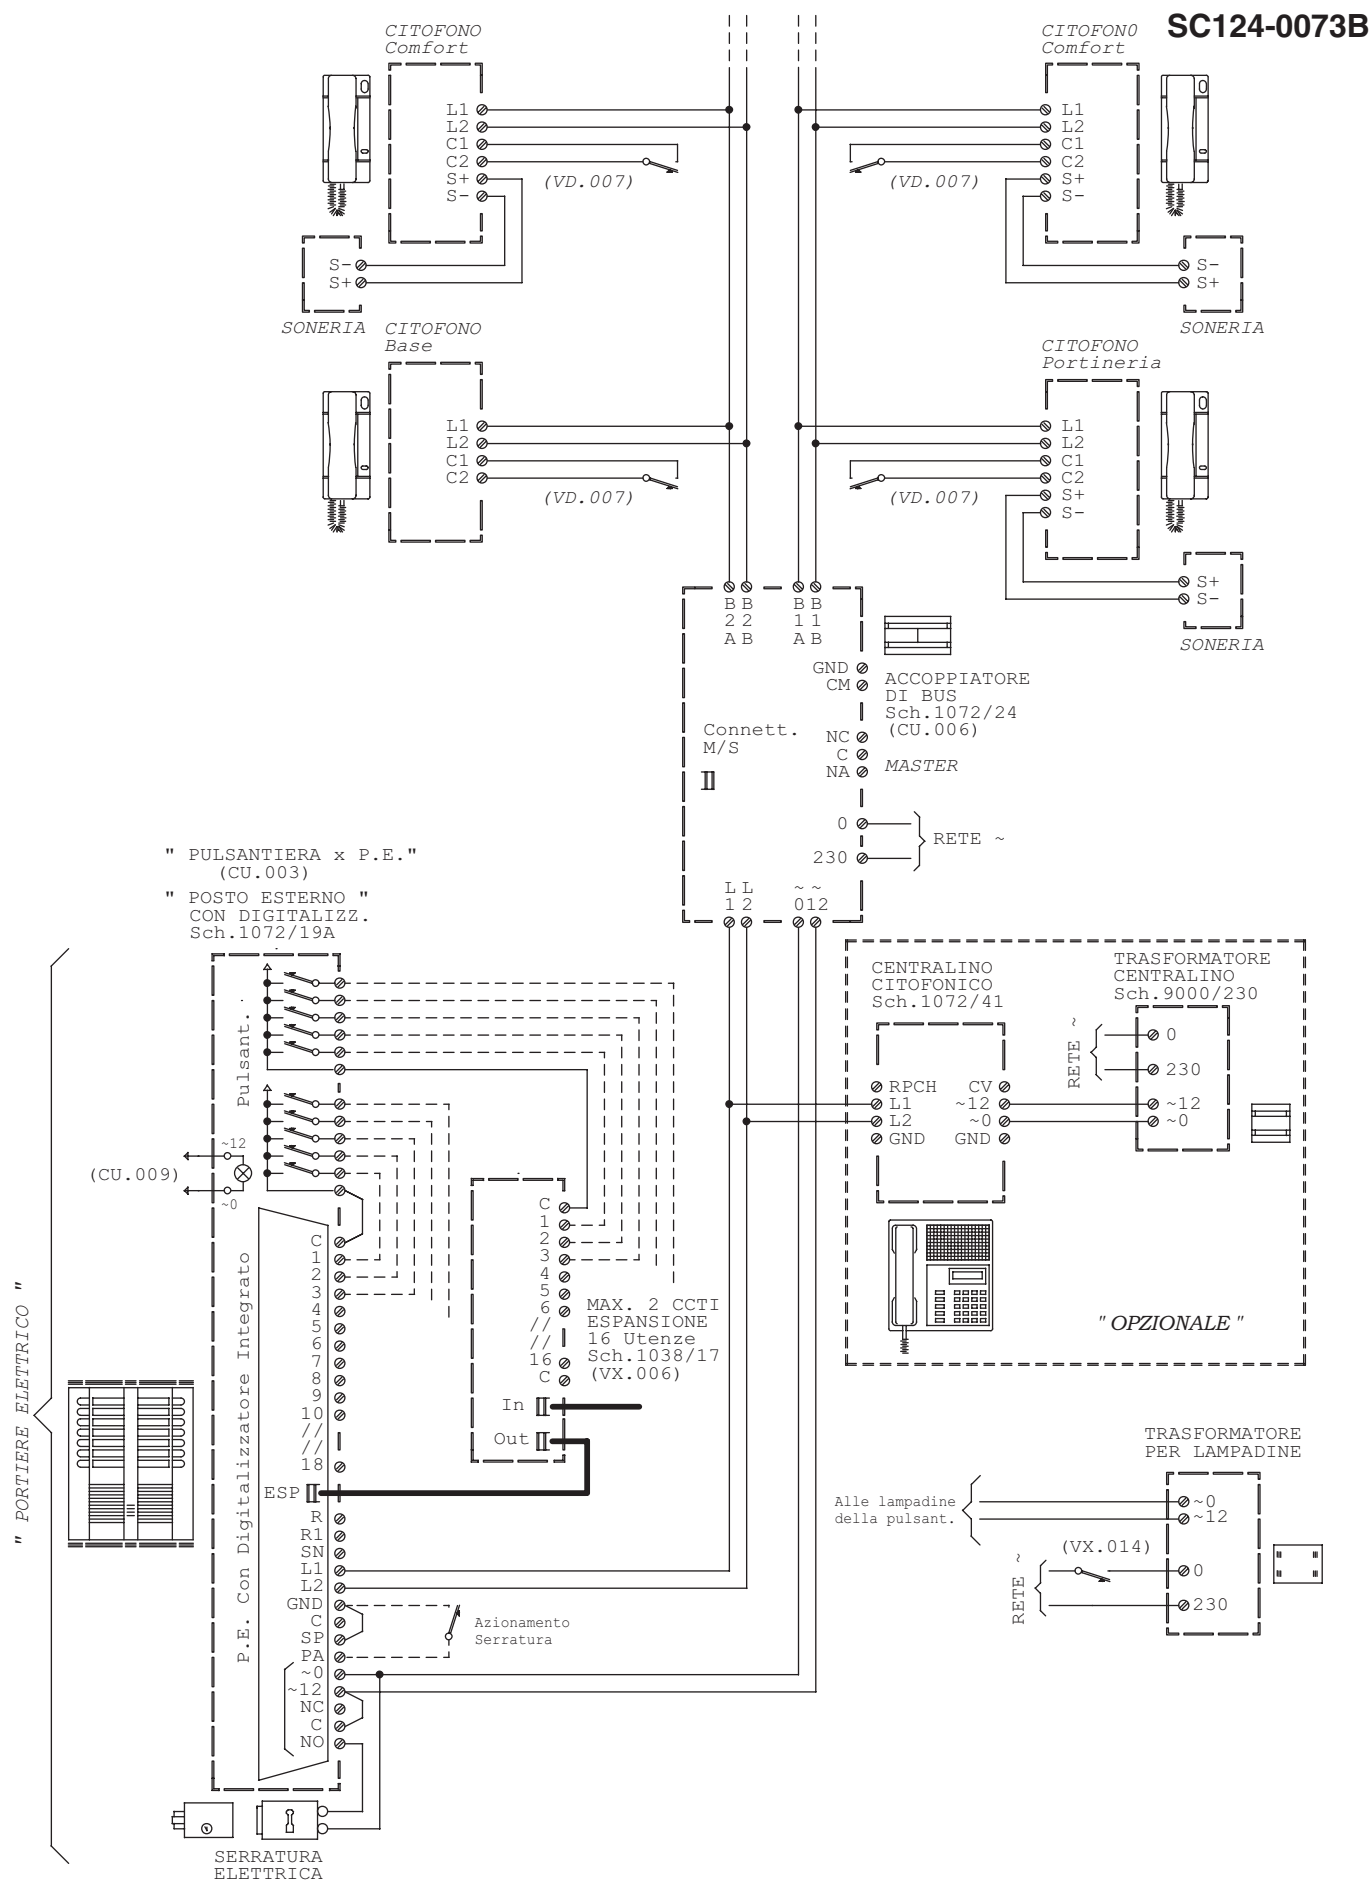 SC124-0073B
CITOFONO
Comfort
L1
L2
C1
C2
S+
S-
(VD.007)
S-
S+
SONERIA
CITOFON0
Comfort
L1
L2
C1
C2
S+
S-
(VD.007)
S-
S+
SONERIA
CITOFONO
Base
L1
L2
C1
C2
(VD.007)
CITOFONO
Portineria
L1
L2
C1
C2
S+
S-
(VD.007)
S+
S-
SONERIA
B B B B
2 2 1 1
A B A B
GND
CM
NC
C
NA
0
230
Connett.
M/S
L L ~ ~
1 2 0 12
ACCOPPIATORE
DI BUS
Sch.1072/24
(CU.006)
MASTER
RETE ~
" PULSANTIERA x P.E."
(CU.003)
" POSTO ESTERNO "
CON DIGITALIZZ.
Sch.1072/19A
" PORTIERE ELETTRICO "
Pulsant.
~12
(CU.009)
~0
P.E. Con Digitalizzatore Integrato
C
1
2
3
4
5
6
7
8
9
10
//
//
18
ESP
R
R1
SN
L1
L2
GND
C
SP
PA
~0
~12
NC
C
NO
Azionamento
Serratura
SERRATURA
ELETTRICA
C
1
2
3
4
5
6
//
//
16
C
In
Out
MAX. 2 CCTI
ESPANSIONE
16 Utenze
Sch.1038/17
(VX.006)
CENTRALINO
CITOFONICO
Sch.1072/41
RPCH
L1
L2
GND
CV
~12
~0
GND
TRASFORMATORE
CENTRALINO
Sch.9000/230
RETE ~
0
230
~12
~0
" OPZIONALE "
TRASFORMATORE
PER LAMPADINE
Alle lampadine
della pulsant.
~0
~12
(VX.014)
RETE ~
0
230